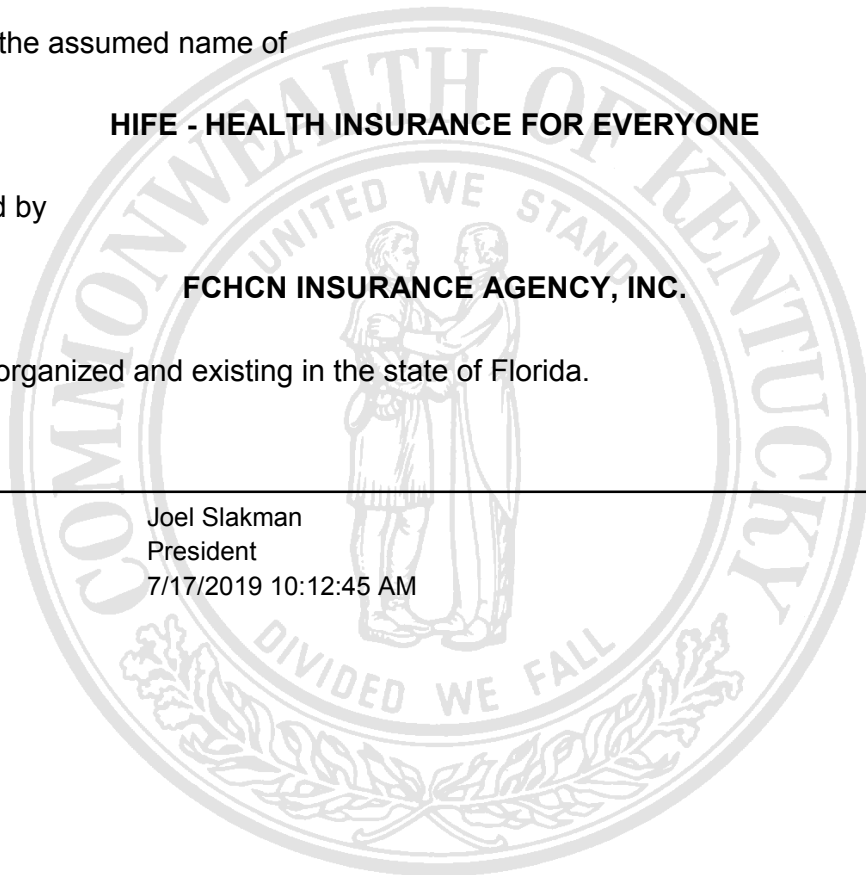 the assumed name of
HIFE - HEALTH INSURANCE FOR EVERYONE
d by
FCHCN INSURANCE AGENCY, INC.
organized and existing in the state of Florida.
Joel Slakman
President
7/17/2019 10:12:45 AM
COMMONWEALTH OF KENTUCKY
UNITED WE STAND
DIVIDED WE FALL